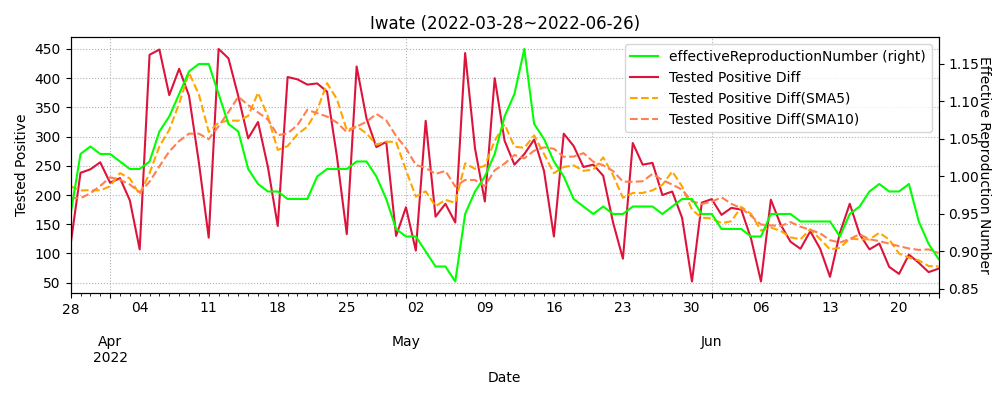 Iwate (2022-03-28~2022-06-26)
effectiveReproductionNumber (right)
Tested Positive Diff
Tested Positive Diff(SMA5)
Tested Positive Diff(SMA10)
Tested Positive
450
400
350
300
250
200
150
100
50
Effective Reproduction Number
1.15
1.10
1.05
1.00
0.95
0.90
0.85
28 04 11 18 25 02 09 16 23 30 06 13 20
Apr May Jun
2022
Date